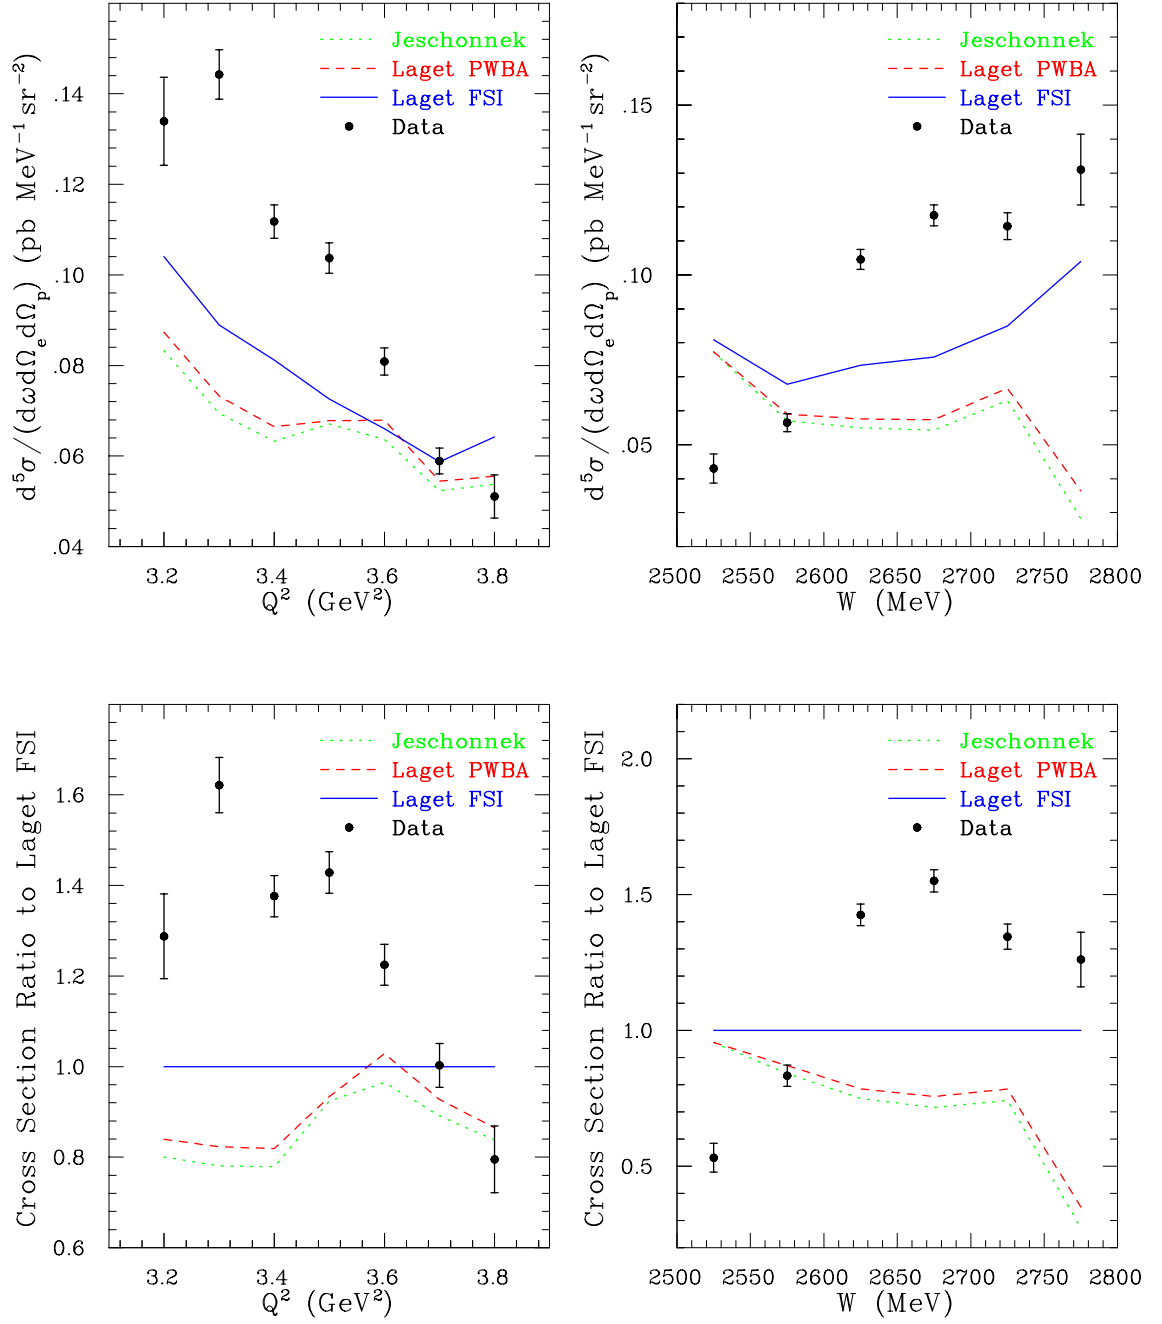 d⁵σ/(dωdΩₑdΩₚ) (pb MeV⁻¹sr⁻²)
.14
.12
.10
.08
.06
.04
3.2 3.4 3.6 3.8
Q² (GeV²)
Jeschonnek
Laget PWBA
Laget FSI
Data
d⁵σ/(dωdΩₑdΩₚ) (pb MeV⁻¹sr⁻²)
.15
.10
.05
2500 2550 2600 2650 2700 2750 2800
W (MeV)
Jeschonnek
Laget PWBA
Laget FSI
Data
Cross Section Ratio to Laget FSI
1.6
1.4
1.2
1.0
0.8
0.6
3.2 3.4 3.6 3.8
Q² (GeV²)
Jeschonnek
Laget PWBA
Laget FSI
Data
Cross Section Ratio to Laget FSI
2.0
1.5
1.0
0.5
2500 2550 2600 2650 2700 2750 2800
W (MeV)
Jeschonnek
Laget PWBA
Laget FSI
Data